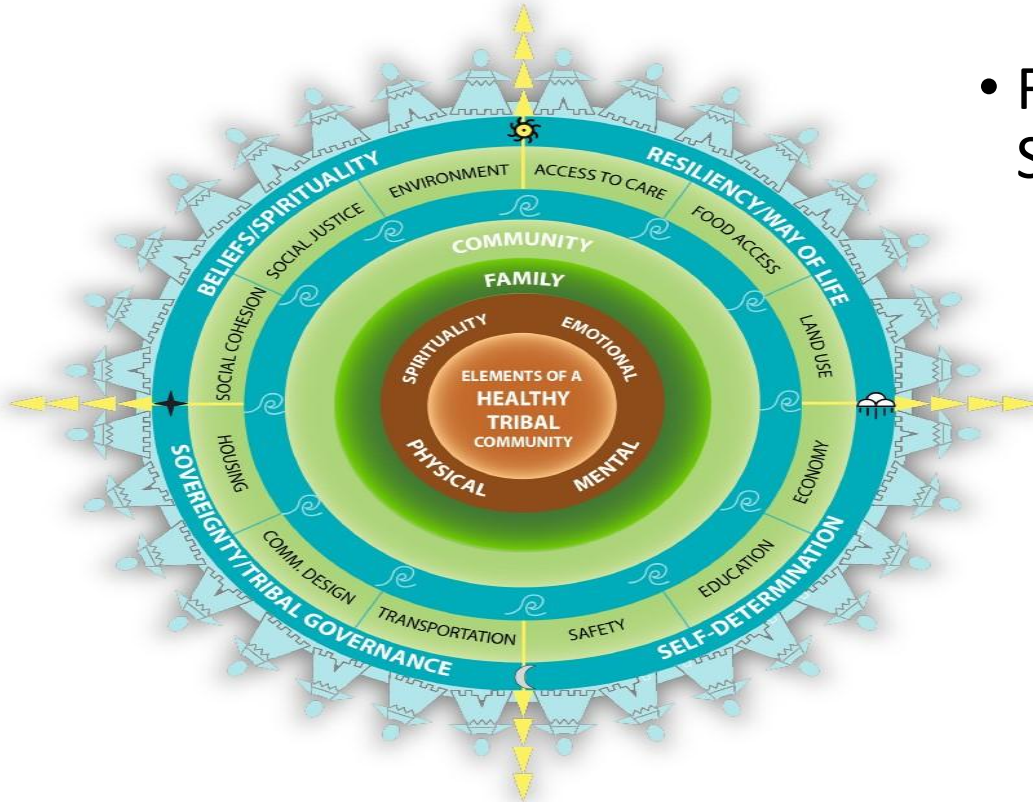 BELIEFS/SPIRITUALITY
RESILIENCY/WAY OF LIFE
SELF-DETERMINATION
SOVEREIGNTY/TRIBAL GOVERNANCE
ENVIRONMENT
ACCESS TO CARE
FOOD ACCESS
LAND USE
ECONOMY
EDUCATION
SAFETY
TRANSPORTATION
COMM. DESIGN
HOUSING
SOCIAL COHESION
SOCIAL JUSTICE
COMMUNITY
FAMILY
SPIRITUALITY
EMOTIONAL
MENTAL
PHYSICAL
ELEMENTS OF A
HEALTHY
TRIBAL
COMMUNITY